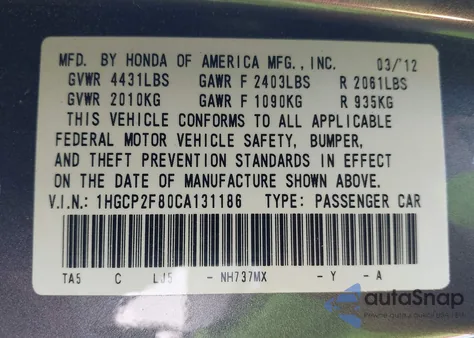 MFD. BY HONDA OF AMERICA MFG., INC. 03/'12
GVWR 4431LBS GAWR F 2403LBS R 2061LBS
GVWR 2010KG GAWR F 1090KG R 935KG
THIS VEHICLE CONFORMS TO ALL APPLICABLE
FEDERAL MOTOR VEHICLE SAFETY, BUMPER,
AND THEFT PREVENTION STANDARDS IN EFFECT
ON THE DATE OF MANUFACTURE SHOWN ABOVE.
V.I.N.: 1HGCP2F80CA131186 TYPE: PASSENGER CAR
TA5 C LJ5 - NH737MX - Y - A
autoSnap